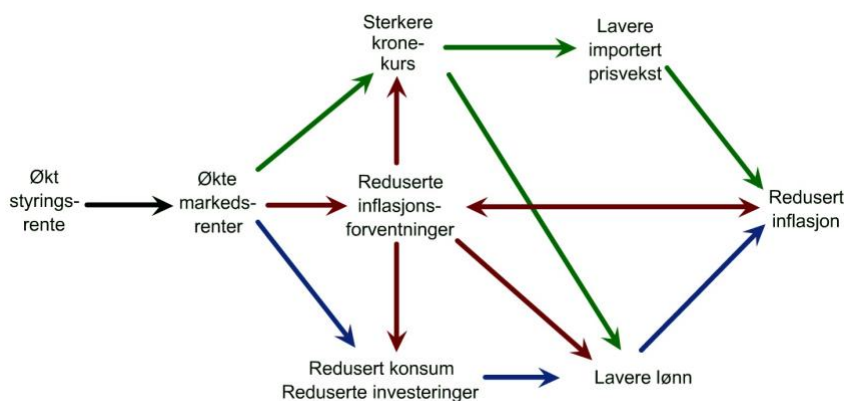 Sterkere
krone-
kurs
Lavere
importert
prisvekst
Økt
styrings-
rente
Økte
markeds-
renter
Reduserte
inflasjons-
forventninger
Redusert
inflasjon
Redusert konsum
Reduserte investeringer
Lavere lønn